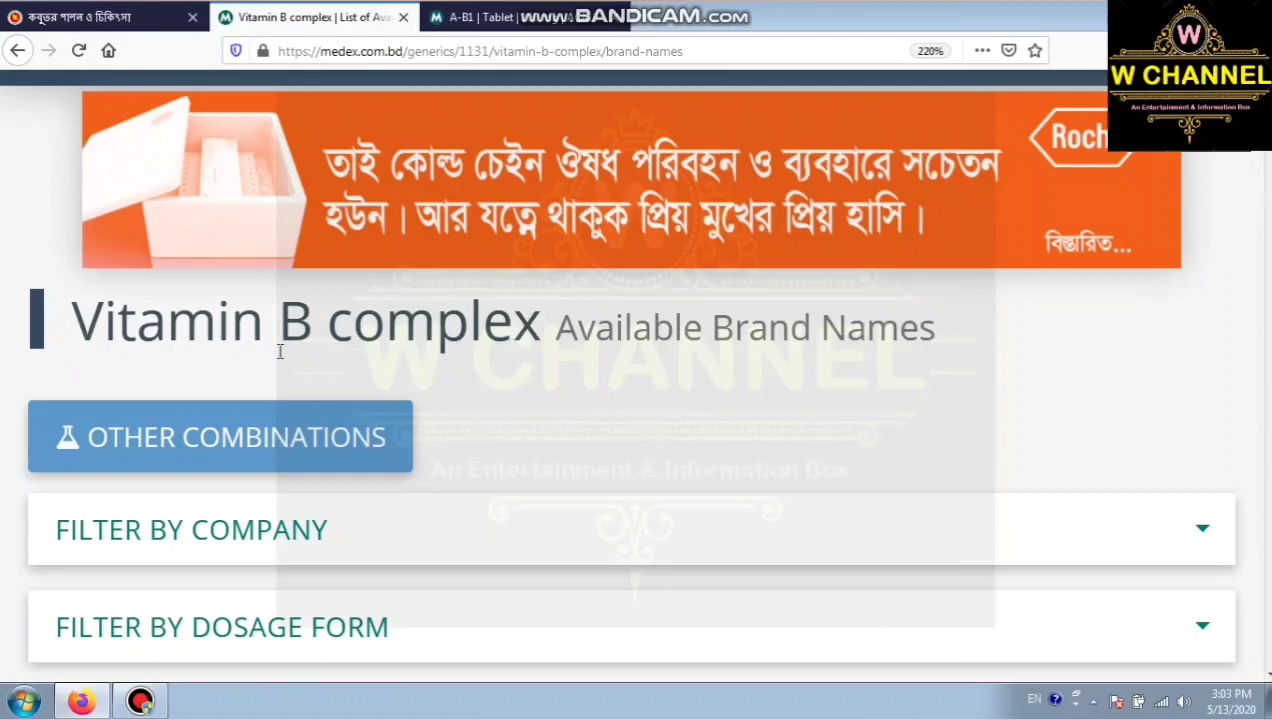 কবুতর পালন ও চিকিৎসা
Vitamin B complex | List of Ava
A-B1 | Tablet |
www.BANDICAM.com
https://medex.com.bd/generics/1131/vitamin-b-complex/brand-names
220%
W
W CHANNEL
An Entertainment & Information Box
তাই কোল্ড চেইন ঔষধ পরিবহন ও ব্যবহারে সচেতন
হউন। আর যত্নে থাকুক প্রিয় মুখের প্রিয় হাসি।
Roch
বিস্তারিত...
Vitamin B complex Available Brand Names
W CHANNEL
An Entertainment & Information Box
OTHER COMBINATIONS
FILTER BY COMPANY
FILTER BY DOSAGE FORM
EN
3:03 PM
5/13/2020